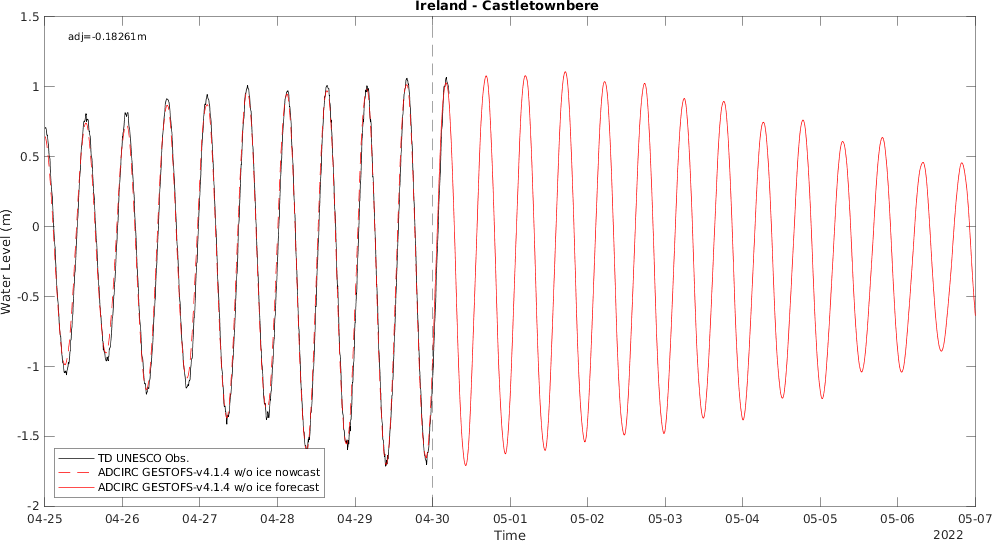 Ireland - Castletownbere
adj=-0.18261m
1.5
1
0.5
0
-0.5
-1
-1.5
-2
Water Level (m)
TD UNESCO Obs.
ADCIRC GESTOFS-v4.1.4 w/o ice nowcast
ADCIRC GESTOFS-v4.1.4 w/o ice forecast
04-25 04-26 04-27 04-28 04-29 04-30 05-01 05-02 05-03 05-04 05-05 05-06 05-07
Time
2022